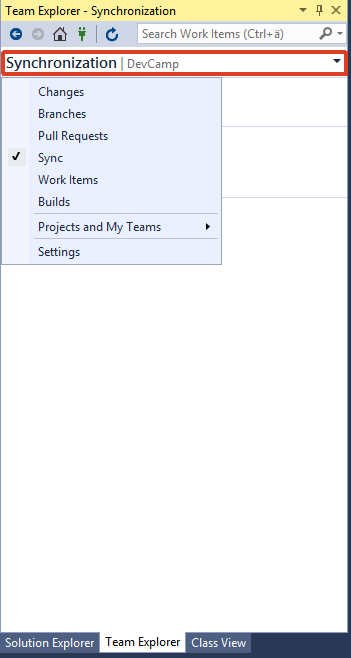 Team Explorer - Synchronization
Search Work Items (Ctrl+ä)
Synchronization | DevCamp
Changes
Branches
Pull Requests
Sync
Work Items
Builds
Projects and My Teams
Settings
Solution Explorer Team Explorer Class View